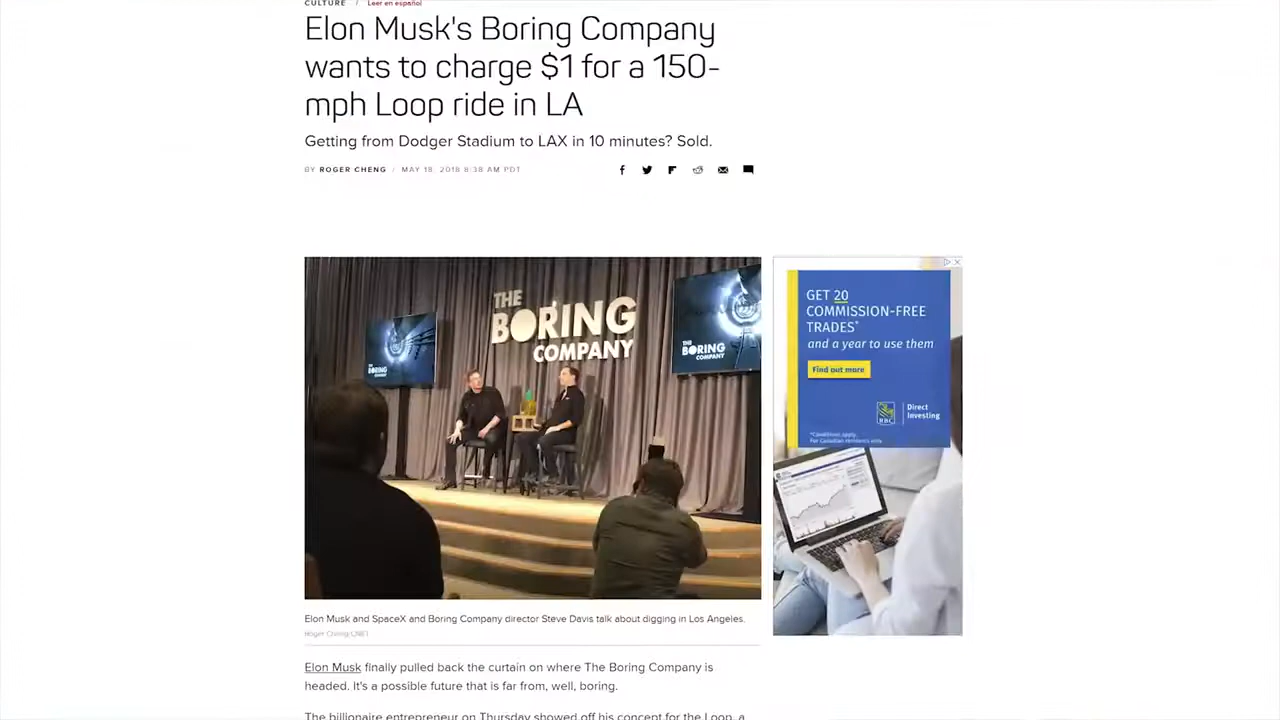 CULTURE / Leer en español
Elon Musk's Boring Company
wants to charge $1 for a 150-
mph Loop ride in LA
Getting from Dodger Stadium to LAX in 10 minutes? Sold.
BY ROGER CHENG / MAY 18, 2018 8:38 AM PDT
THE
BORING
COMPANY
THE
BORING
COMPANY
THE
BORING
COMPANY
GET 20
COMMISSION-FREE
TRADES*
and a year to use them
Find out more
RBC
Direct
Investing
*Conditions apply.
For Canadian residents only.
Elon Musk and SpaceX and Boring Company director Steve Davis talk about digging in Los Angeles.
Roger Cheng/CNET
Elon Musk finally pulled back the curtain on where The Boring Company is
headed. It's a possible future that is far from, well, boring.
The billionaire entrepreneur on Thursday showed off his concept for the Loop, a